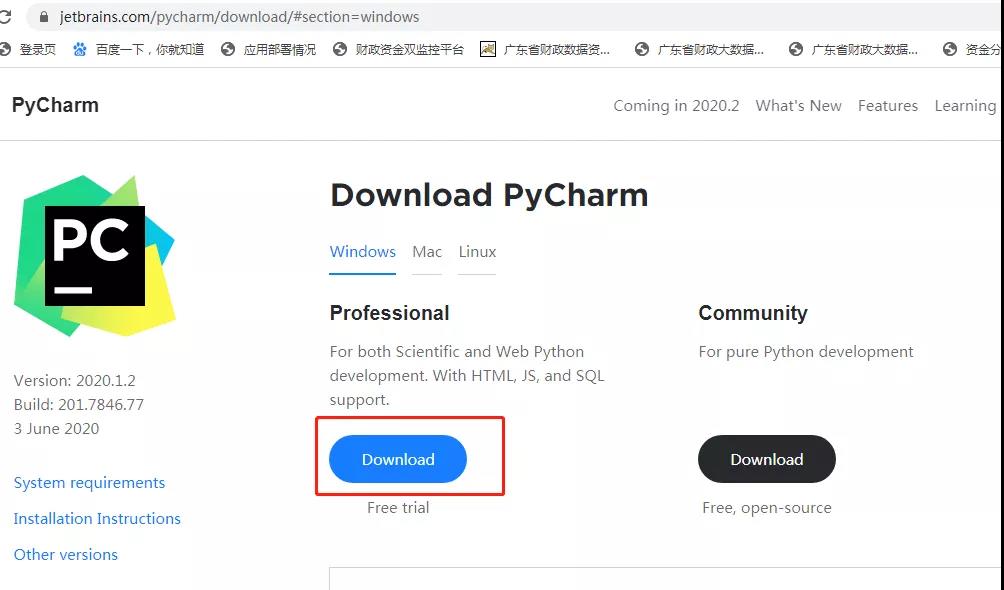 jetbrains.com/pycharm/download/#section=windows
登录页 百度一下，你就知道 应用部署情况 财政资金双监控平台 广东省财政数据资... 广东省财政大数据... 广东省财政大数据... 资金分
PyCharm Coming in 2020.2 What's New Features Learning
PC
Download PyCharm
Windows Mac Linux
Professional
For both Scientific and Web Python
development. With HTML, JS, and SQL
support.
Download
Free trial
Community
For pure Python development
Download
Free, open-source
Version: 2020.1.2
Build: 201.7846.77
3 June 2020
System requirements
Installation Instructions
Other versions